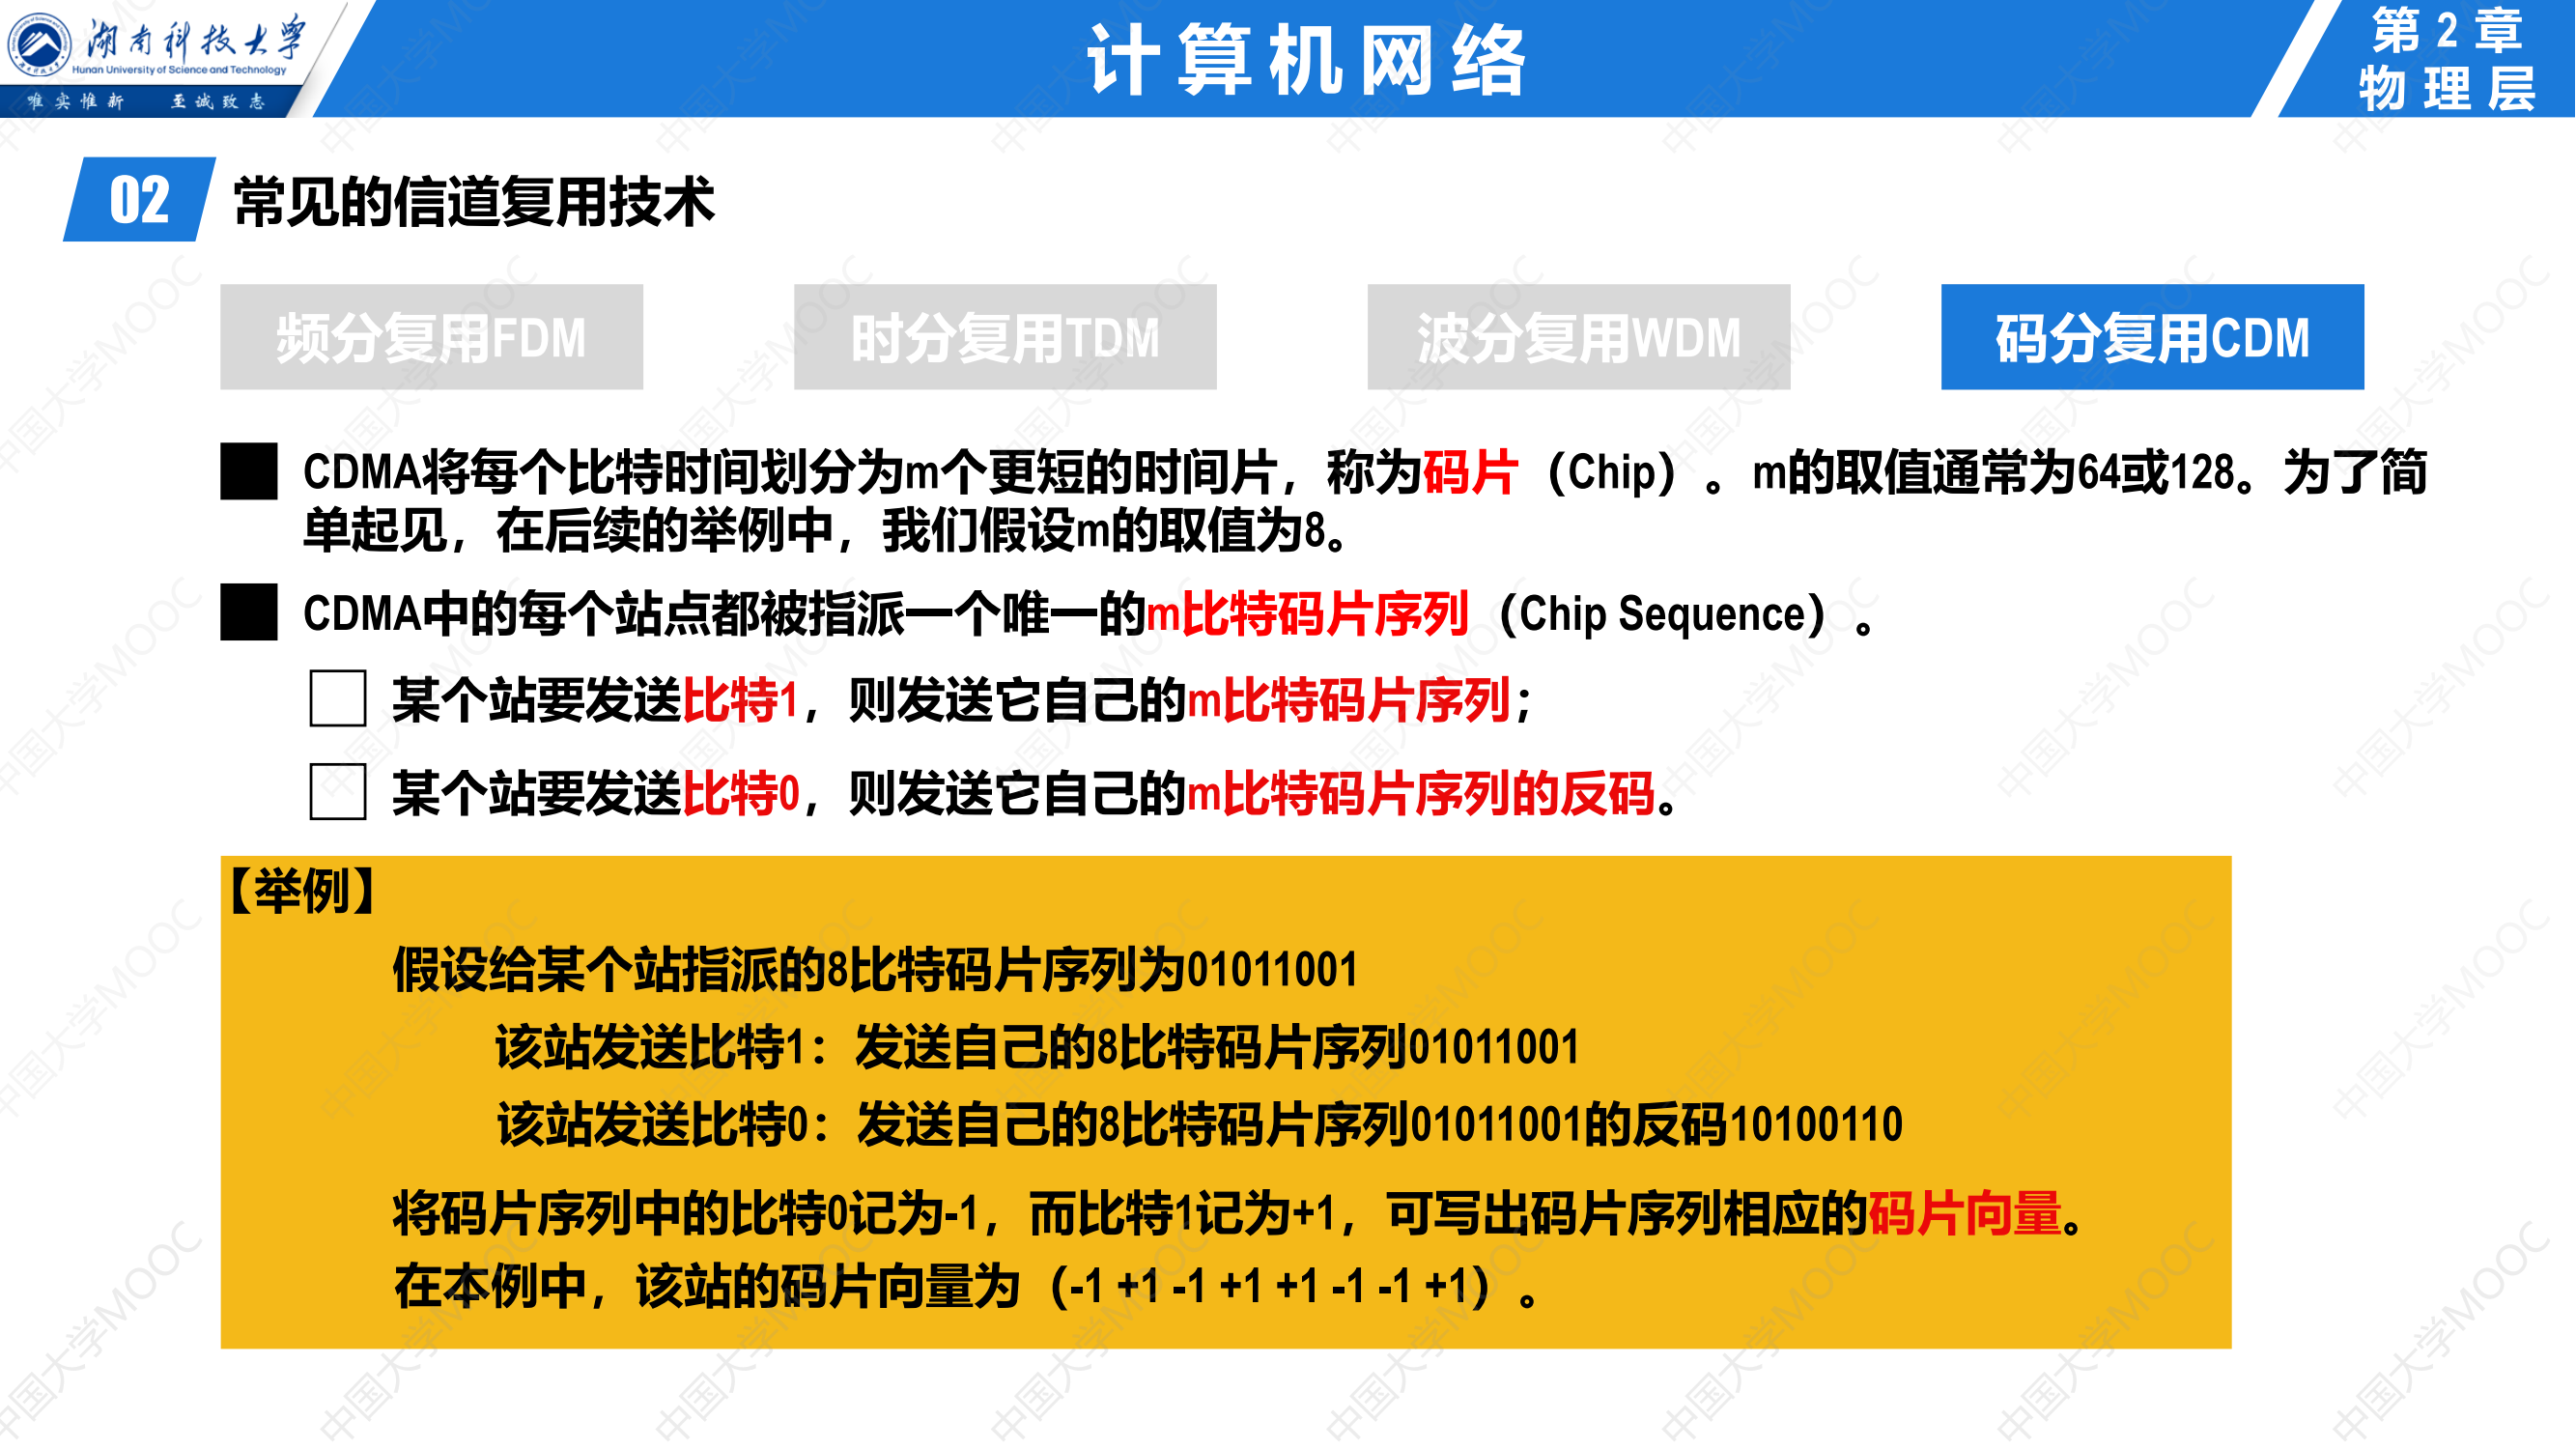 湖南科技大学
Hunan University of Science and Technology
唯实惟新 至诚致志
计算机网络
第2章
物理层
02 常见的信道复用技术
频分复用FDM 时分复用TDM 波分复用WDM 码分复用CDM
CDMA将每个比特时间划分为m个更短的时间片，称为码片（Chip）。m的取值通常为64或128。为了简
单起见，在后续的举例中，我们假设m的取值为8。
CDMA中的每个站点都被指派一个唯一的m比特码片序列（Chip Sequence）。
某个站要发送比特1，则发送它自己的m比特码片序列；
某个站要发送比特0，则发送它自己的m比特码片序列的反码。
【举例】
假设给某个站指派的8比特码片序列为01011001
该站发送比特1：发送自己的8比特码片序列01011001
该站发送比特0：发送自己的8比特码片序列01011001的反码10100110
将码片序列中的比特0记为-1，而比特1记为+1，可写出码片序列相应的码片向量。
在本例中，该站的码片向量为（-1 +1 -1 +1 +1 -1 -1 +1）。
中国大学MOOC